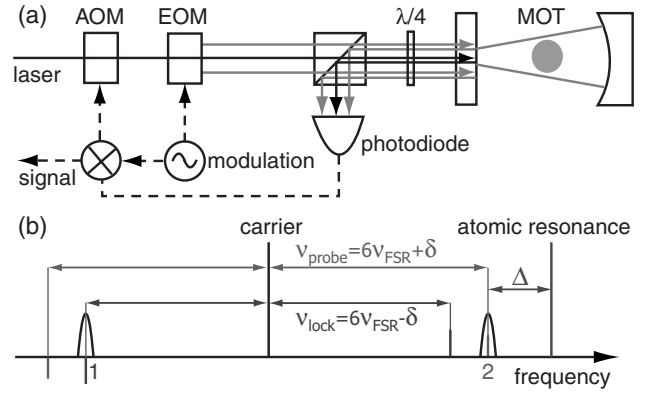 (a) AOM EOM λ/4 MOT
laser
photodiode
modulation
signal
(b) carrier atomic resonance
ν_probe=6ν_FSR+δ
Δ
ν_lock=6ν_FSR-δ
1 2
frequency